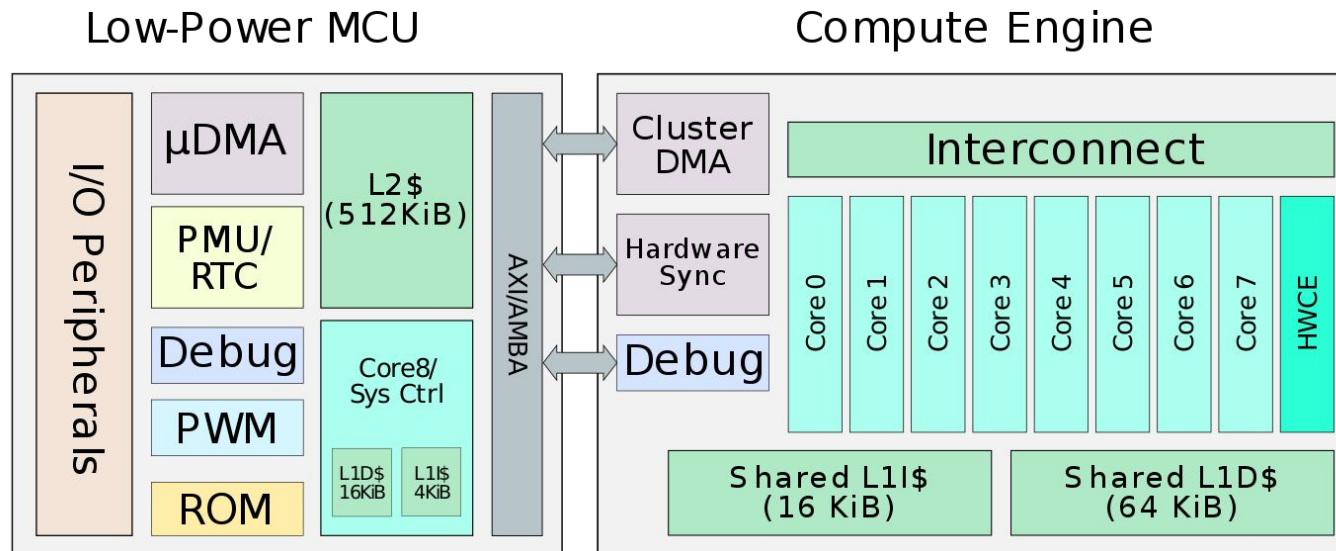 Low-Power MCU
Compute Engine
I/O Peripherals
µDMA
PMU/
RTC
Debug
PWM
ROM
L2$
(512KiB)
Core8/
Sys Ctrl
L1D$
16KiB
L1I$
4KiB
AXI/AMBA
Cluster
DMA
Hardware
Sync
Debug
Interconnect
Core 0
Core 1
Core 2
Core 3
Core 4
Core 5
Core 6
Core 7
HWCE
Shared L1I$
(16 KiB)
Shared L1D$
(64 KiB)